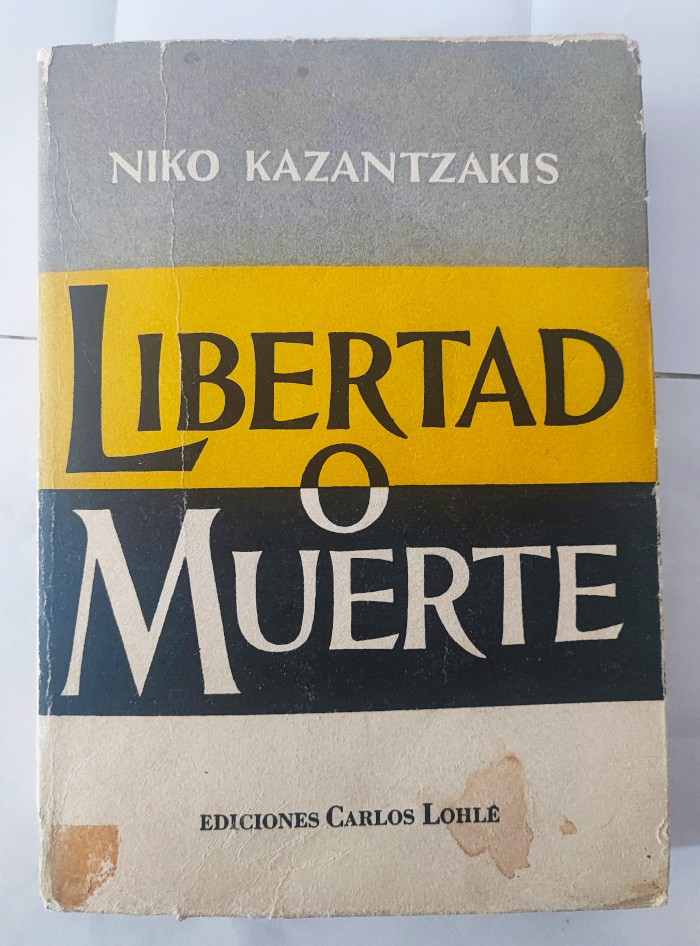 NIKO KAZANTZAKIS
LIBERTAD
O
MUERTE
EDICIONES CARLOS LOHLÉ